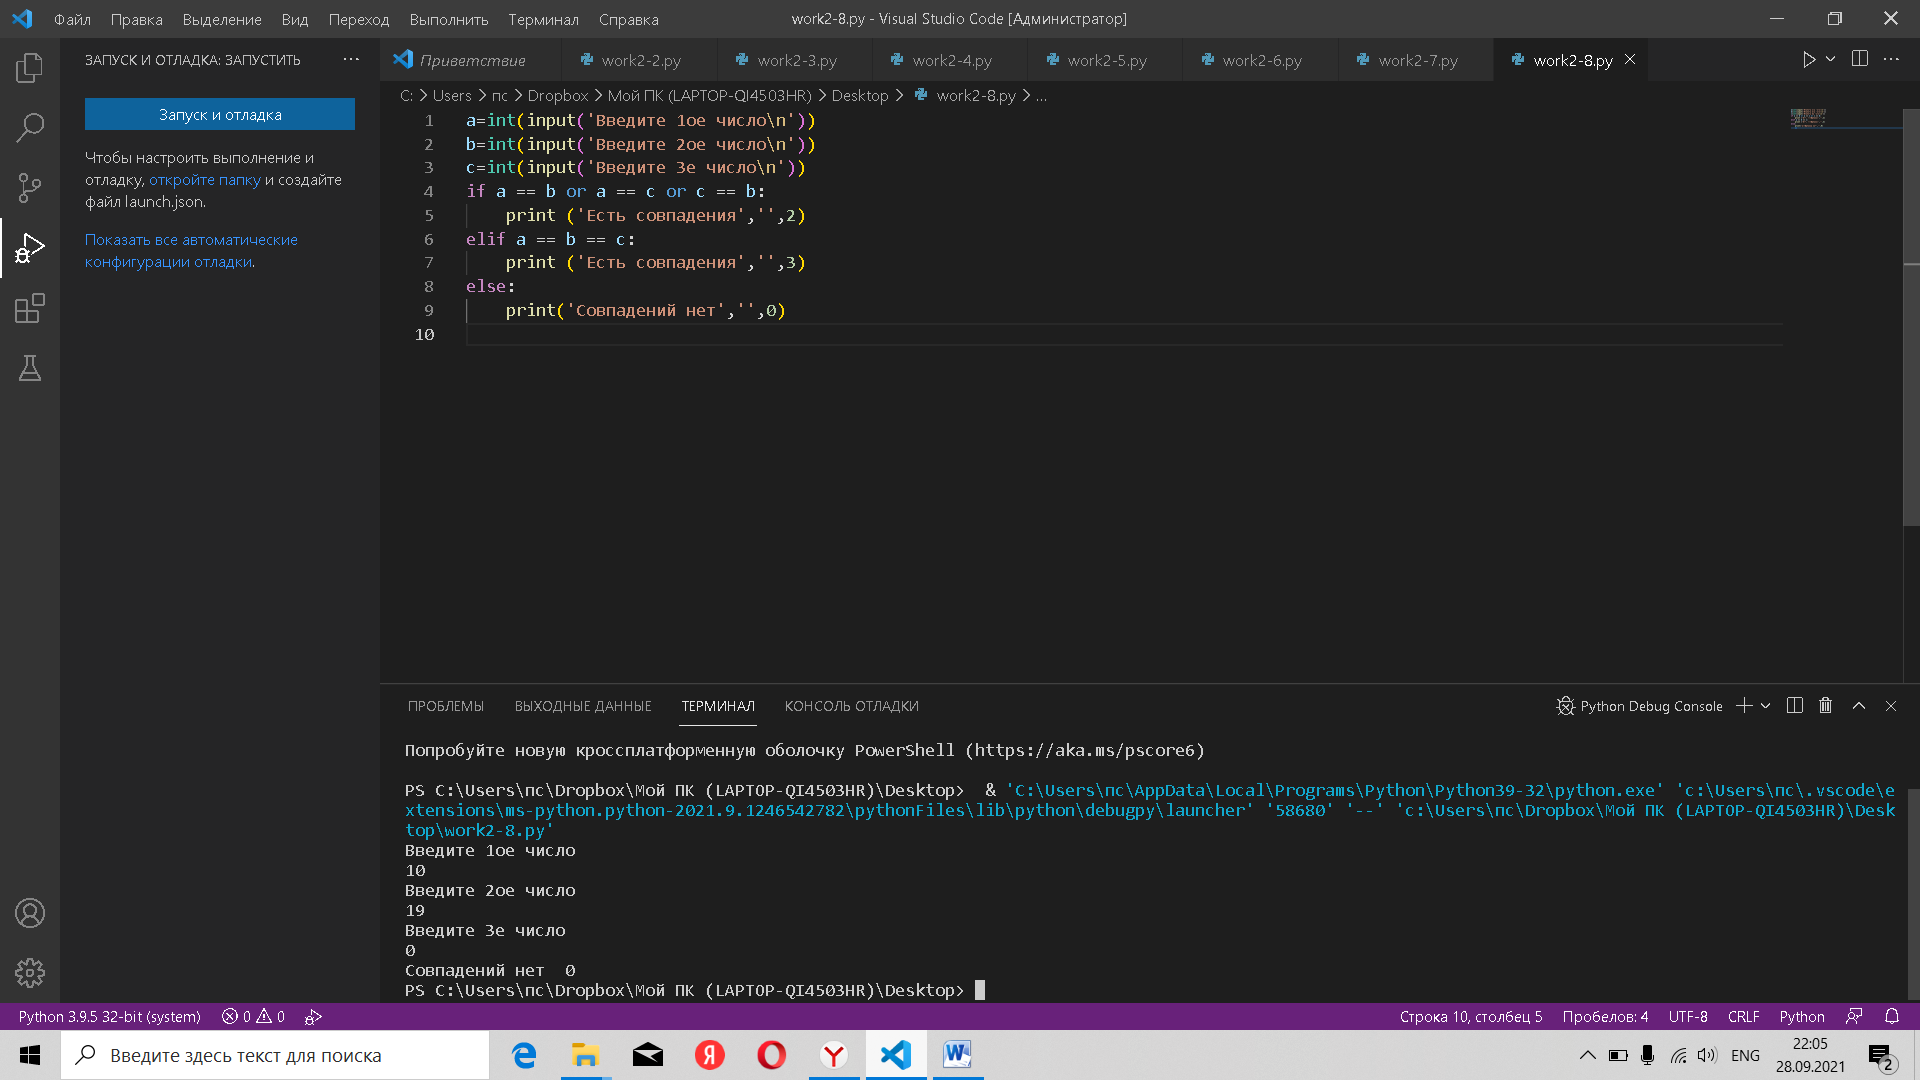 Файл Правка Выделение Вид Переход Выполнить Терминал Справка
work2-8.py - Visual Studio Code [Администратор]
ЗАПУСК И ОТЛАДКА: ЗАПУСТИТЬ ...
Запуск и отладка
Чтобы настроить выполнение и
отладку, откройте папку и создайте
файл launch.json.
Показать все автоматические
конфигурации отладки.
Приветствие work2-2.py work2-3.py work2-4.py work2-5.py work2-6.py work2-7.py work2-8.py
C: > Users > пс > Dropbox > Мой ПК (LAPTOP-QI4503HR) > Desktop > work2-8.py > ...
1 a=int(input('Введите 1ое число\n'))
2 b=int(input('Введите 2ое число\n'))
3 c=int(input('Введите 3е число\n'))
4 if a == b or a == c or c == b:
5     print ('Есть совпадения','',2)
6 elif a == b == c:
7     print ('Есть совпадения','',3)
8 else:
9     print('Совпадений нет','',0)
10
ПРОБЛЕМЫ ВЫХОДНЫЕ ДАННЫЕ ТЕРМИНАЛ КОНСОЛЬ ОТЛАДКИ
Python Debug Console
Попробуйте новую кроссплатформенную оболочку PowerShell (https://aka.ms/pscore6)
PS C:\Users\пс\Dropbox\Мой ПК (LAPTOP-QI4503HR)\Desktop>  & 'C:\Users\пс\AppData\Local\Programs\Python\Python39-32\python.exe' 'c:\Users\пс\.vscode\e
xtensions\ms-python.python-2021.9.1246542782\pythonFiles\lib\python\debugpy\launcher' '58680' '--' 'c:\Users\пс\Dropbox\Мой ПК (LAPTOP-QI4503HR)\Desk
top\work2-8.py'
Введите 1ое число
10
Введите 2ое число
19
Введите 3е число
0
Совпадений нет  0
PS C:\Users\пс\Dropbox\Мой ПК (LAPTOP-QI4503HR)\Desktop>
Python 3.9.5 32-bit (system) 0 0
Строка 10, столбец 5 Пробелов: 4 UTF-8 CRLF Python
Введите здесь текст для поиска
ENG
22:05
28.09.2021
2